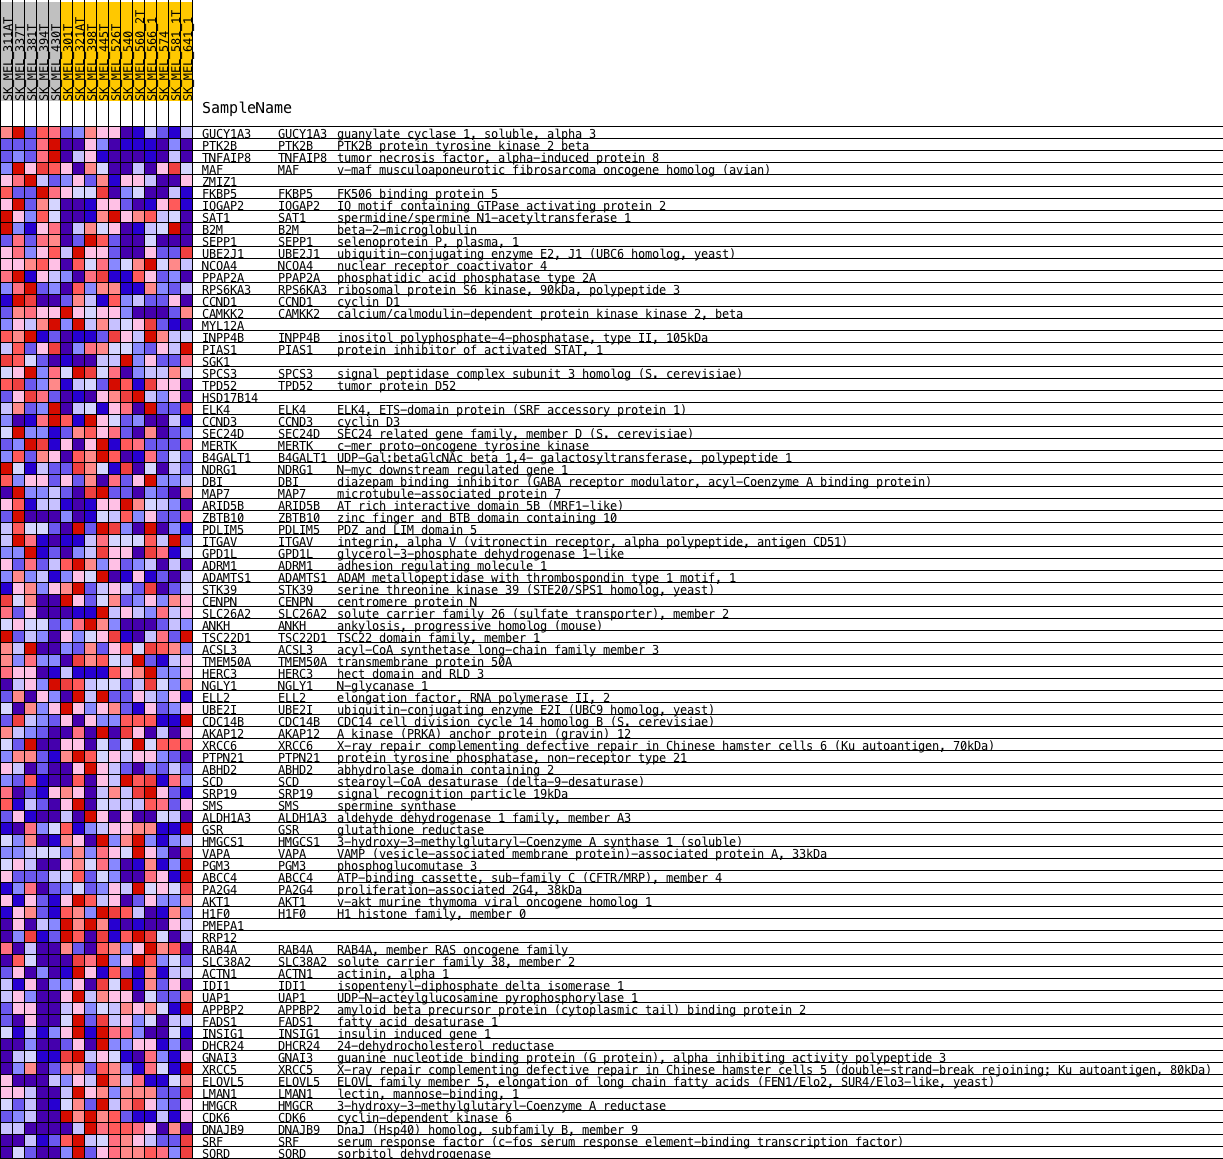 SK_MEL_311AT
SK_MEL_337T
SK_MEL_381T
SK_MEL_394T
SK_MEL_430T
SK_MEL_301T
SK_MEL_321AT
SK_MEL_398T
SK_MEL_445T
SK_MEL_526T
SK_MEL_540
SK_MEL_560_2T
SK_MEL_566_1
SK_MEL_574
SK_MEL_581_1T
SK_MEL_641_1
SampleName
GUCY1A3 GUCY1A3 guanylate cyclase 1, soluble, alpha 3
PTK2B PTK2B PTK2B protein tyrosine kinase 2 beta
TNFAIP8 TNFAIP8 tumor necrosis factor, alpha-induced protein 8
MAF MAF v-maf musculoaponeurotic fibrosarcoma oncogene homolog (avian)
ZMIZ1
FKBP5 FKBP5 FK506 binding protein 5
IQGAP2 IQGAP2 IQ motif containing GTPase activating protein 2
SAT1 SAT1 spermidine/spermine N1-acetyltransferase 1
B2M B2M beta-2-microglobulin
SEPP1 SEPP1 selenoprotein P, plasma, 1
UBE2J1 UBE2J1 ubiquitin-conjugating enzyme E2, J1 (UBC6 homolog, yeast)
NCOA4 NCOA4 nuclear receptor coactivator 4
PPAP2A PPAP2A phosphatidic acid phosphatase type 2A
RPS6KA3 RPS6KA3 ribosomal protein S6 kinase, 90kDa, polypeptide 3
CCND1 CCND1 cyclin D1
CAMKK2 CAMKK2 calcium/calmodulin-dependent protein kinase kinase 2, beta
MYL12A
INPP4B INPP4B inositol polyphosphate-4-phosphatase, type II, 105kDa
PIAS1 PIAS1 protein inhibitor of activated STAT, 1
SGK1
SPCS3 SPCS3 signal peptidase complex subunit 3 homolog (S. cerevisiae)
TPD52 TPD52 tumor protein D52
HSD17B14
ELK4 ELK4 ELK4, ETS-domain protein (SRF accessory protein 1)
CCND3 CCND3 cyclin D3
SEC24D SEC24D SEC24 related gene family, member D (S. cerevisiae)
MERTK MERTK c-mer proto-oncogene tyrosine kinase
B4GALT1 B4GALT1 UDP-Gal:betaGlcNAc beta 1,4- galactosyltransferase, polypeptide 1
NDRG1 NDRG1 N-myc downstream regulated gene 1
DBI DBI diazepam binding inhibitor (GABA receptor modulator, acyl-Coenzyme A binding protein)
MAP7 MAP7 microtubule-associated protein 7
ARID5B ARID5B AT rich interactive domain 5B (MRF1-like)
ZBTB10 ZBTB10 zinc finger and BTB domain containing 10
PDLIM5 PDLIM5 PDZ and LIM domain 5
ITGAV ITGAV integrin, alpha V (vitronectin receptor, alpha polypeptide, antigen CD51)
GPD1L GPD1L glycerol-3-phosphate dehydrogenase 1-like
ADRM1 ADRM1 adhesion regulating molecule 1
ADAMTS1 ADAMTS1 ADAM metallopeptidase with thrombospondin type 1 motif, 1
STK39 STK39 serine threonine kinase 39 (STE20/SPS1 homolog, yeast)
CENPN CENPN centromere protein N
SLC26A2 SLC26A2 solute carrier family 26 (sulfate transporter), member 2
ANKH ANKH ankylosis, progressive homolog (mouse)
TSC22D1 TSC22D1 TSC22 domain family, member 1
ACSL3 ACSL3 acyl-CoA synthetase long-chain family member 3
TMEM50A TMEM50A transmembrane protein 50A
HERC3 HERC3 hect domain and RLD 3
NGLY1 NGLY1 N-glycanase 1
ELL2 ELL2 elongation factor, RNA polymerase II, 2
UBE2I UBE2I ubiquitin-conjugating enzyme E2I (UBC9 homolog, yeast)
CDC14B CDC14B CDC14 cell division cycle 14 homolog B (S. cerevisiae)
AKAP12 AKAP12 A kinase (PRKA) anchor protein (gravin) 12
XRCC6 XRCC6 X-ray repair complementing defective repair in Chinese hamster cells 6 (Ku autoantigen, 70kDa)
PTPN21 PTPN21 protein tyrosine phosphatase, non-receptor type 21
ABHD2 ABHD2 abhydrolase domain containing 2
SCD SCD stearoyl-CoA desaturase (delta-9-desaturase)
SRP19 SRP19 signal recognition particle 19kDa
SMS SMS spermine synthase
ALDH1A3 ALDH1A3 aldehyde dehydrogenase 1 family, member A3
GSR GSR glutathione reductase
HMGCS1 HMGCS1 3-hydroxy-3-methylglutaryl-Coenzyme A synthase 1 (soluble)
VAPA VAPA VAMP (vesicle-associated membrane protein)-associated protein A, 33kDa
PGM3 PGM3 phosphoglucomutase 3
ABCC4 ABCC4 ATP-binding cassette, sub-family C (CFTR/MRP), member 4
PA2G4 PA2G4 proliferation-associated 2G4, 38kDa
AKT1 AKT1 v-akt murine thymoma viral oncogene homolog 1
H1F0 H1F0 H1 histone family, member 0
PMEPA1
RRP12
RAB4A RAB4A RAB4A, member RAS oncogene family
SLC38A2 SLC38A2 solute carrier family 38, member 2
ACTN1 ACTN1 actinin, alpha 1
IDI1 IDI1 isopentenyl-diphosphate delta isomerase 1
UAP1 UAP1 UDP-N-acteylglucosamine pyrophosphorylase 1
APPBP2 APPBP2 amyloid beta precursor protein (cytoplasmic tail) binding protein 2
FADS1 FADS1 fatty acid desaturase 1
INSIG1 INSIG1 insulin induced gene 1
DHCR24 DHCR24 24-dehydrocholesterol reductase
GNAI3 GNAI3 guanine nucleotide binding protein (G protein), alpha inhibiting activity polypeptide 3
XRCC5 XRCC5 X-ray repair complementing defective repair in Chinese hamster cells 5 (double-strand-break rejoining; Ku autoantigen, 80kDa)
ELOVL5 ELOVL5 ELOVL family member 5, elongation of long chain fatty acids (FEN1/Elo2, SUR4/Elo3-like, yeast)
LMAN1 LMAN1 lectin, mannose-binding, 1
HMGCR HMGCR 3-hydroxy-3-methylglutaryl-Coenzyme A reductase
CDK6 CDK6 cyclin-dependent kinase 6
DNAJB9 DNAJB9 DnaJ (Hsp40) homolog, subfamily B, member 9
SRF SRF serum response factor (c-fos serum response element-binding transcription factor)
SORD SORD sorbitol dehydrogenase